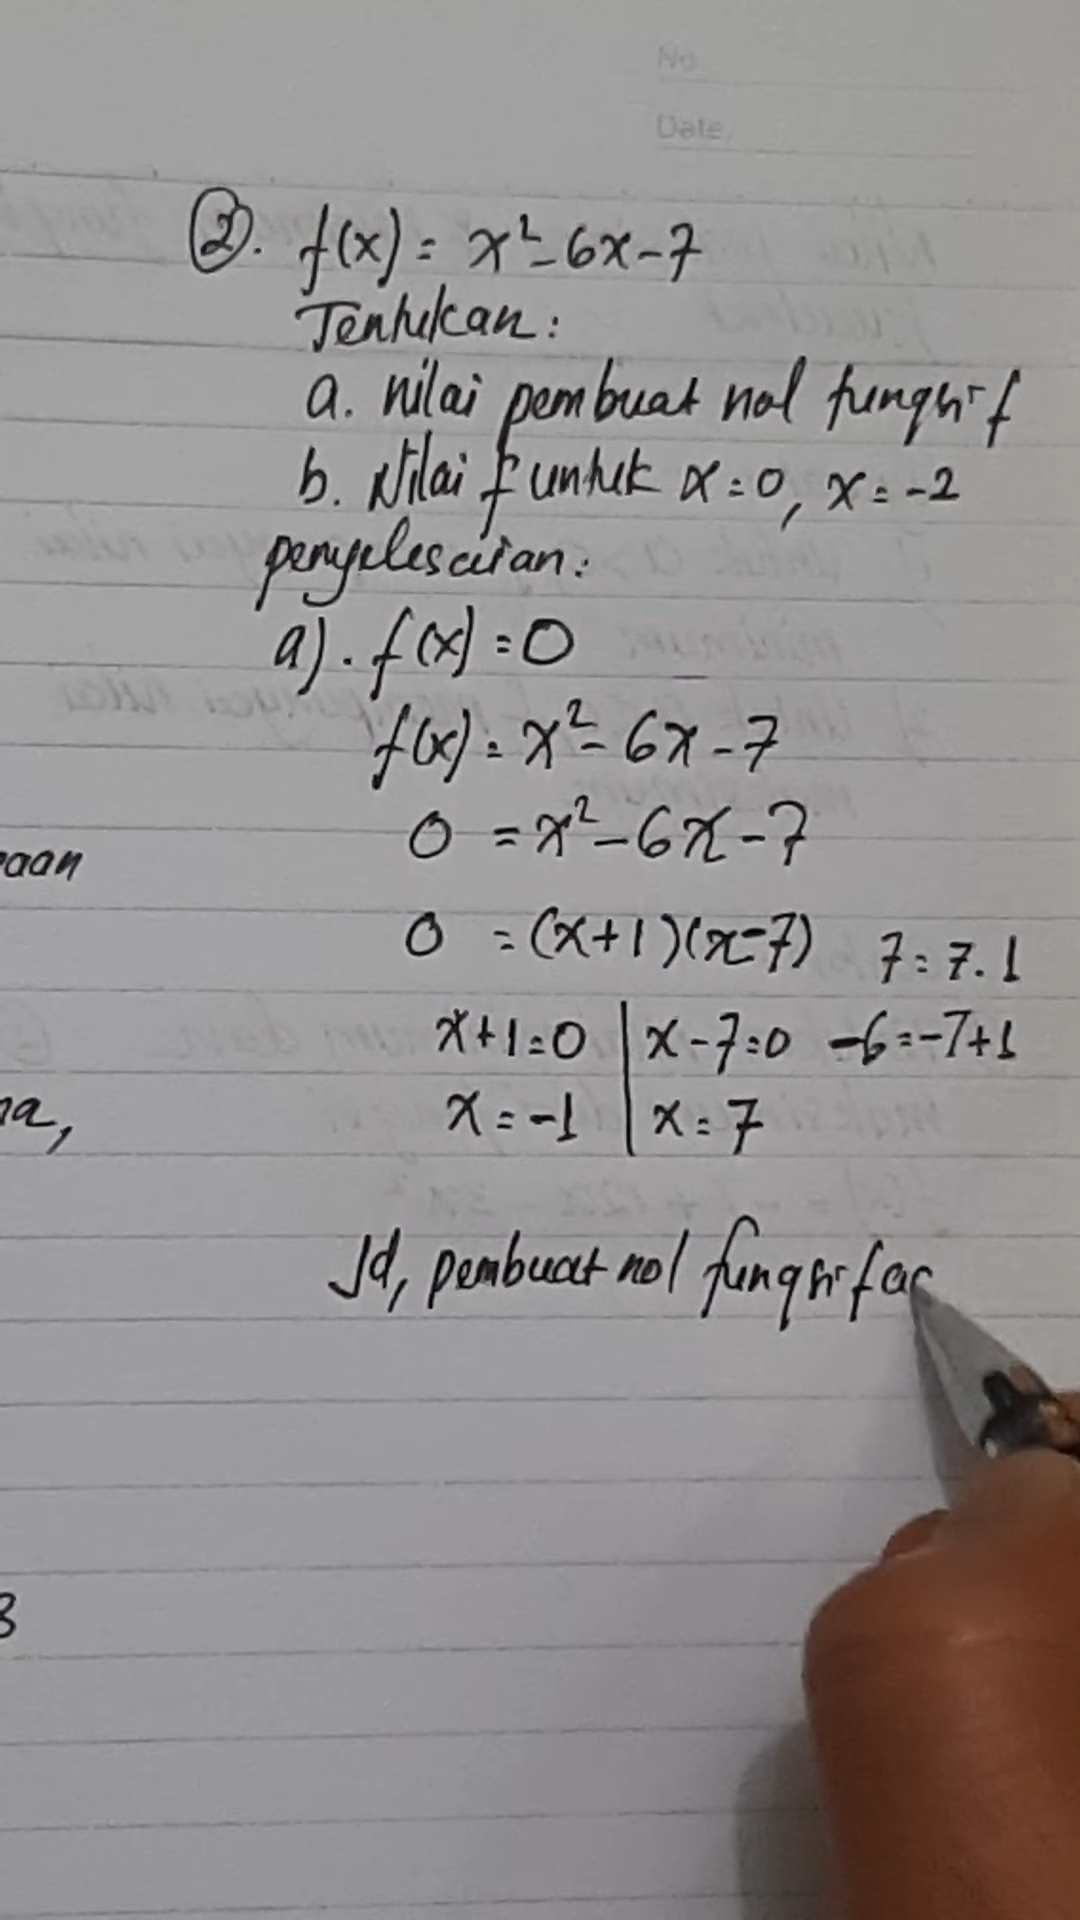 No.
Date.
②. f(x) = x² - 6x - 7
Tentukan:
a. nilai pembuat nol fungsi f
b. Nilai f untuk x = 0, x = -2
penyelesaian:
a). f(x) = 0
f(x) = x² - 6x - 7
0 = x² - 6x - 7
0 = (x+1)(x-7) 7 = 7.1
x+1=0 | x-7=0 -6=-7+1
x = -1 | x = 7
Jd, pembuat nol fungsi f
aan
na,
3